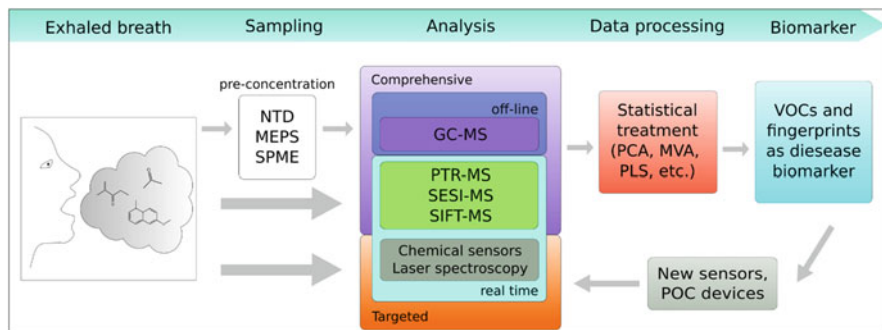 Exhaled breath
Sampling
Analysis
Data processing
Biomarker
pre-concentration
NTD
MEPS
SPME
Comprehensive
off-line
GC-MS
PTR-MS
SESI-MS
SIFT-MS
Chemical sensors
Laser spectroscopy
real time
Targeted
Statistical
treatment
(PCA, MVA,
PLS, etc.)
VOCs and
fingerprints
as diesease
biomarker
New sensors,
POC devices